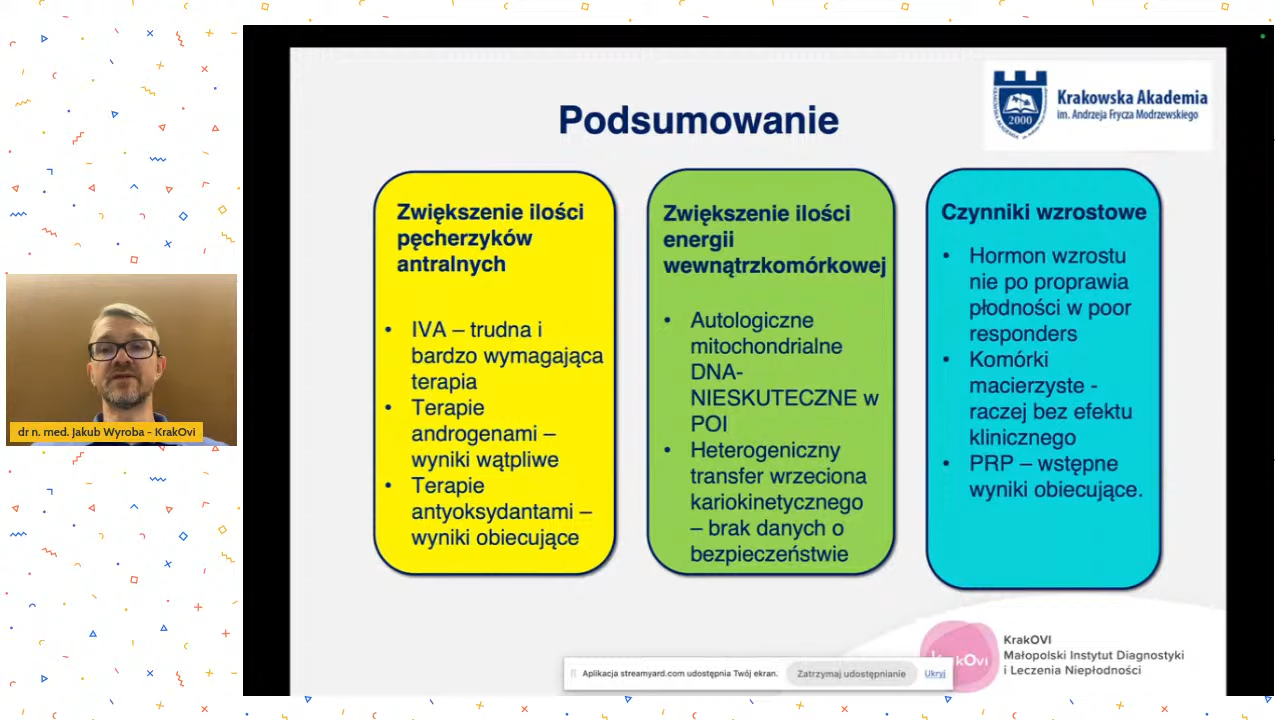 Podsumowanie
Krakowska Akademia
im. Andrzeja Frycza Modrzewskiego
2000
Zwiększenie ilości
pęcherzyków
antralnych
• IVA – trudna i
bardzo wymagająca
terapia
• Terapie
androgenami –
wyniki wątpliwe
• Terapie
antyoksydantami –
wyniki obiecujące
Zwiększenie ilości
energii
wewnątrzkomórkowej
• Autologiczne
mitochondrialne
DNA-
NIESKUTECZNE w
POI
• Heterogeniczny
transfer wrzeciona
kariokinetycznego
– brak danych o
bezpieczeństwie
Czynniki wzrostowe
• Hormon wzrostu
nie po proprawia
płodności w poor
responders
• Komórki
macierzyste -
raczej bez efektu
klinicznego
• PRP – wstępne
wyniki obiecujące.
dr n. med. Jakub Wyroba - KrakOvi
KrakOVI
Małopolski Instytut Diagnostyki
i Leczenia Niepłodności
Aplikacja streamyard.com udostępnia Twój ekran.
Zatrzymaj udostępnianie
Ukryj